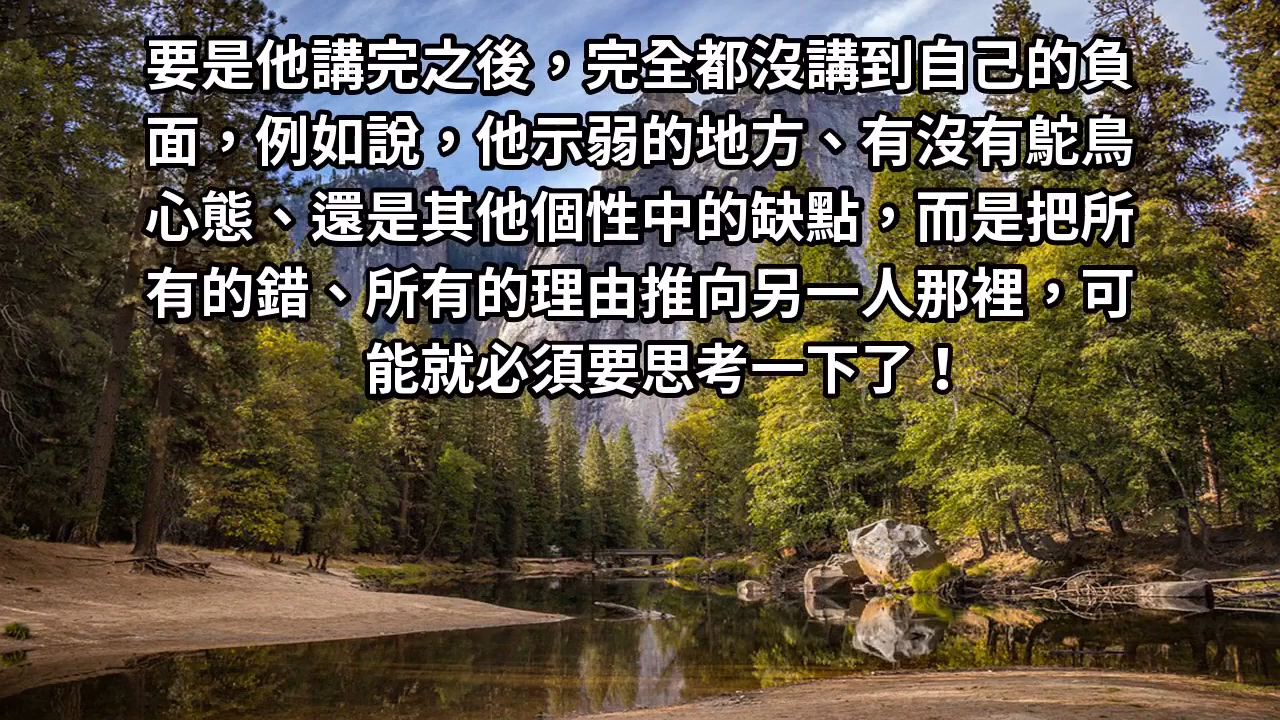 要是他講完之後，完全都沒講到自己的負
面，例如說，他示弱的地方、有沒有鴕鳥
心態、還是其他個性中的缺點，而是把所
有的錯、所有的理由推向另一人那裡，可
能就必須要思考一下了！